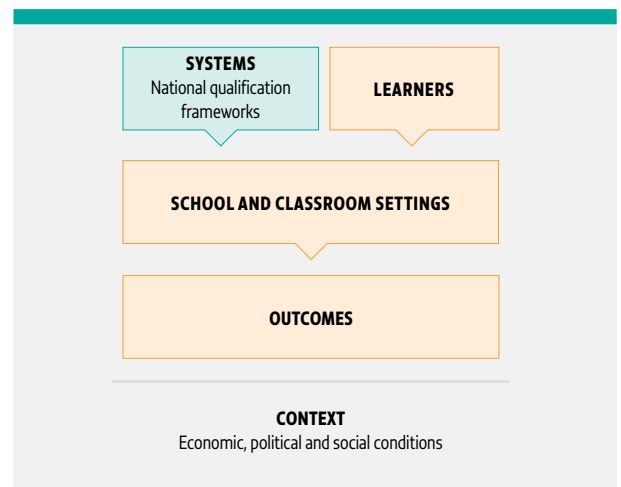 SYSTEMS
National qualification
frameworks
LEARNERS
SCHOOL AND CLASSROOM SETTINGS
OUTCOMES
CONTEXT
Economic, political and social conditions